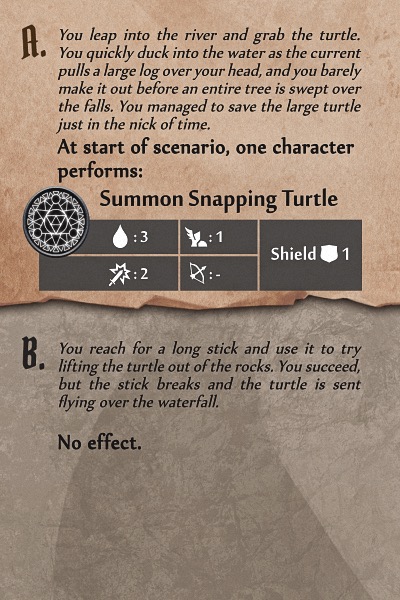 A. You leap into the river and grab the turtle.
You quickly duck into the water as the current
pulls a large log over your head, and you barely
make it out before an entire tree is swept over
the falls. You managed to save the large turtle
just in the nick of time.
At start of scenario, one character
performs:
Summon Snapping Turtle
: 3 : 1
Shield 1
: 2 : -
B. You reach for a long stick and use it to try
lifting the turtle out of the rocks. You succeed,
but the stick breaks and the turtle is sent
flying over the waterfall.
No effect.